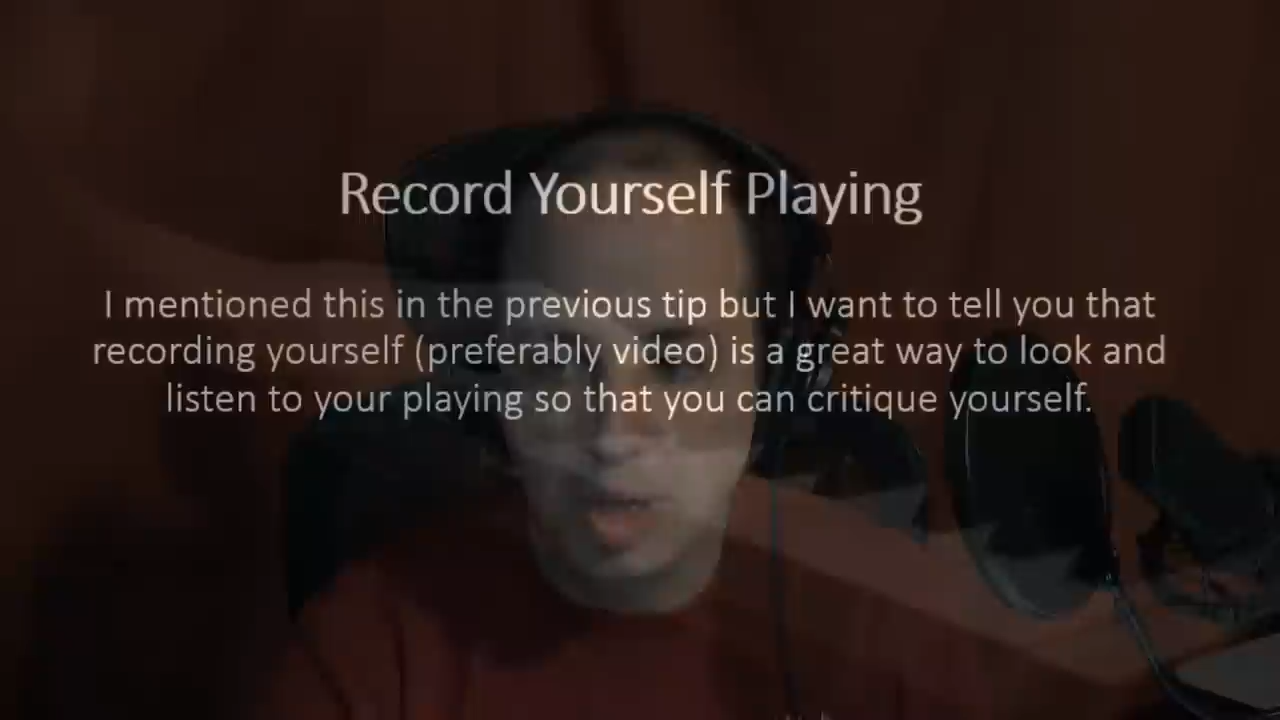 Record Yourself Playing
I mentioned this in the previous tip but I want to tell you that
recording yourself (preferably video) is a great way to look and
listen to your playing so that you can critique yourself.